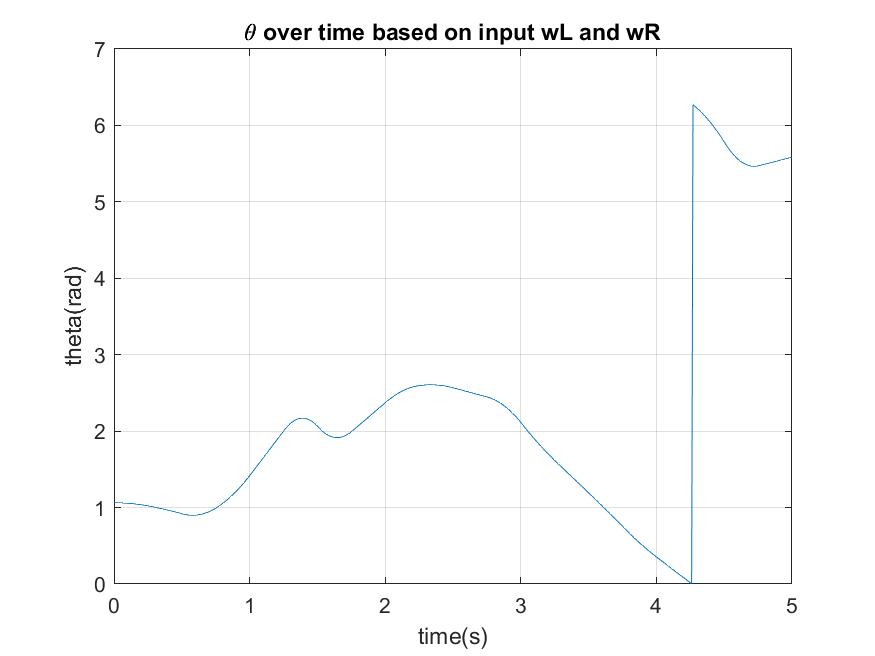 θ over time based on input wL and wR
7
6
5
4
3
2
1
0
theta(rad)
0 1 2 3 4 5
time(s)